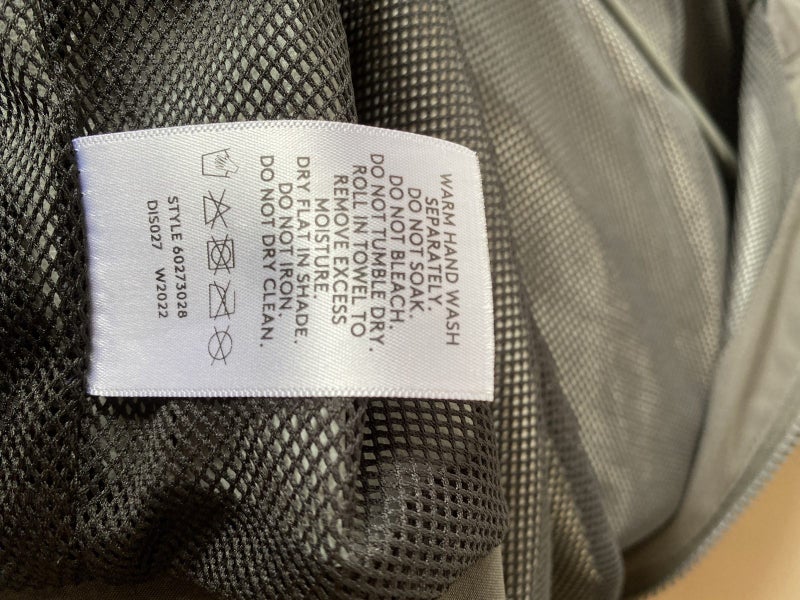 WARM HAND WASH
SEPARATELY.
DO NOT SOAK.
DO NOT BLEACH.
DO NOT TUMBLE DRY.
ROLL IN TOWEL TO
REMOVE EXCESS
MOISTURE.
DRY FLAT IN SHADE.
DO NOT IRON.
DO NOT DRY CLEAN.
STYLE 60273028
DIS027 W2022